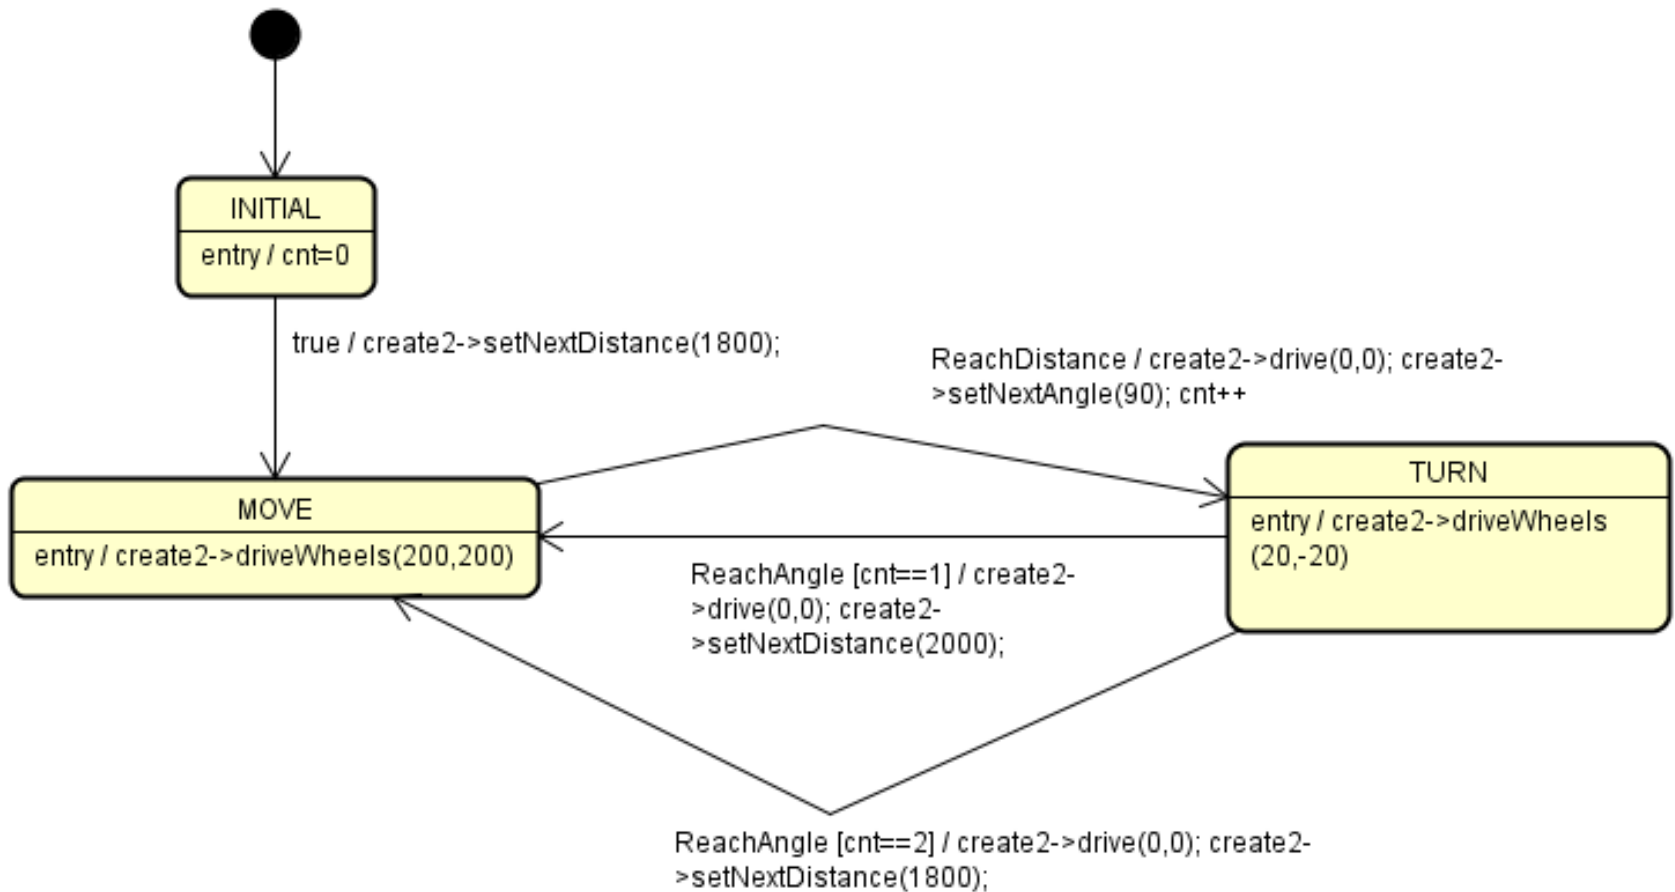 INITIAL
entry / cnt=0
true / create2->setNextDistance(1800);
ReachDistance / create2->drive(0,0); create2-
>setNextAngle(90); cnt++
MOVE
entry / create2->driveWheels(200,200)
TURN
entry / create2->driveWheels
(20,-20)
ReachAngle [cnt==1] / create2-
>drive(0,0); create2-
>setNextDistance(2000);
ReachAngle [cnt==2] / create2->drive(0,0); create2-
>setNextDistance(1800);